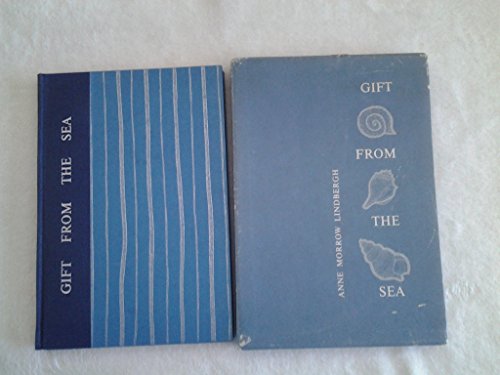 GIFT FROM THE SEA
GIFT
FROM
THE
SEA
ANNE MORROW LINDBERGH